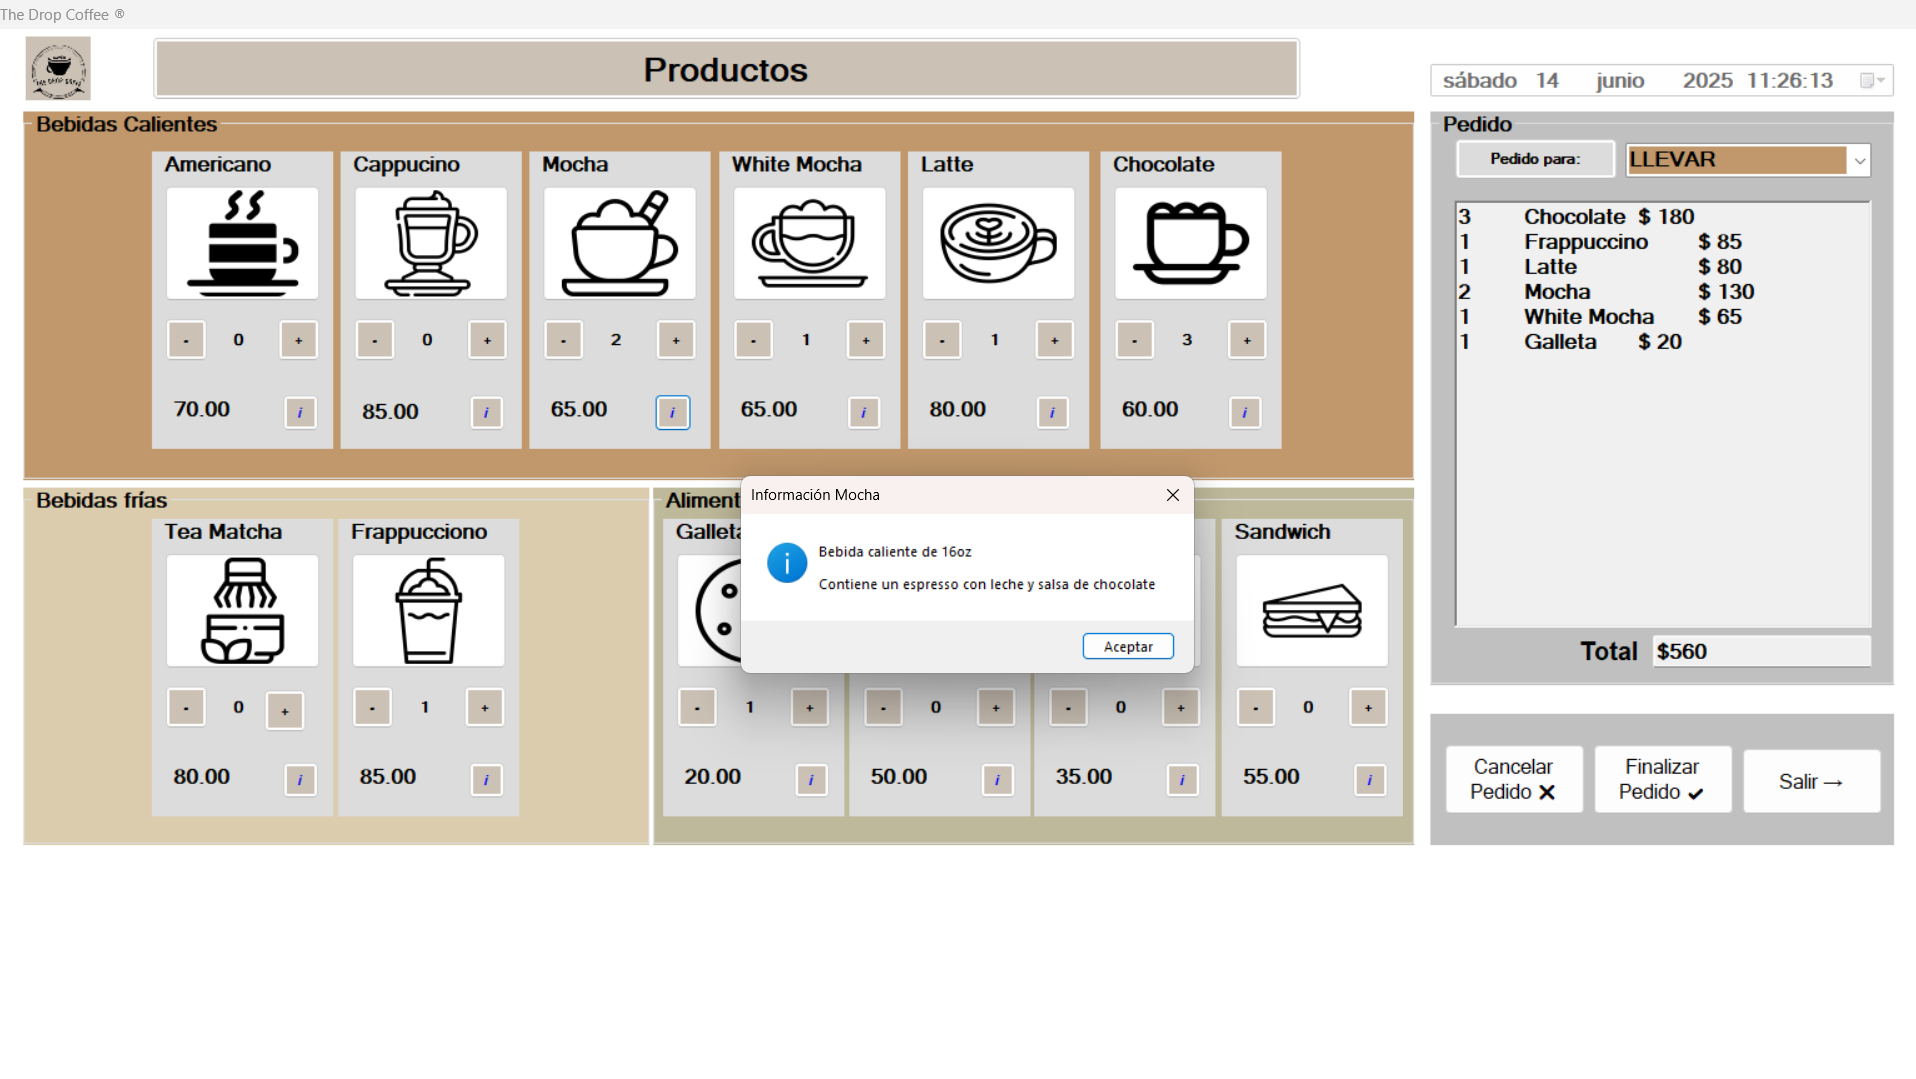 The Drop Coffee ®
Productos
sábado 14 junio 2025 11:26:13
Bebidas Calientes
Americano Cappucino Mocha White Mocha Latte Chocolate
- 0 + - 0 + - 2 + - 1 + - 1 + - 3 +
70.00 i 85.00 i 65.00 i 65.00 i 80.00 i 60.00 i
Bebidas frías
Tea Matcha Frappucciono
- 0 + - 1 +
80.00 i 85.00 i
Aliment
Galleta Sandwich
- 1 + - 0 + - 0 + - 0 +
20.00 i 50.00 i 35.00 i 55.00 i
Información Mocha
Bebida caliente de 16oz
Contiene un espresso con leche y salsa de chocolate
Aceptar
Pedido
Pedido para: LLEVAR
3 Chocolate $ 180
1 Frappuccino $ 85
1 Latte $ 80
2 Mocha $ 130
1 White Mocha $ 65
1 Galleta $ 20
Total $560
Cancelar
Pedido ✕
Finalizar
Pedido ✓
Salir →